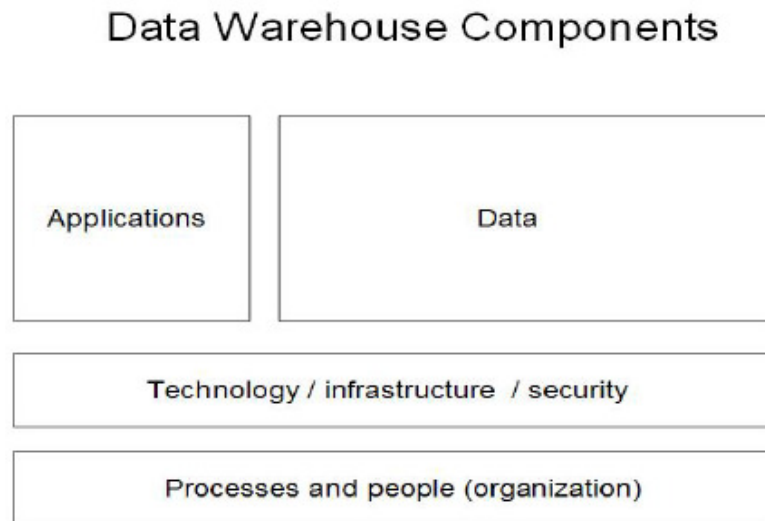 Data Warehouse Components
Applications
Data
Technology / infrastructure / security
Processes and people (organization)